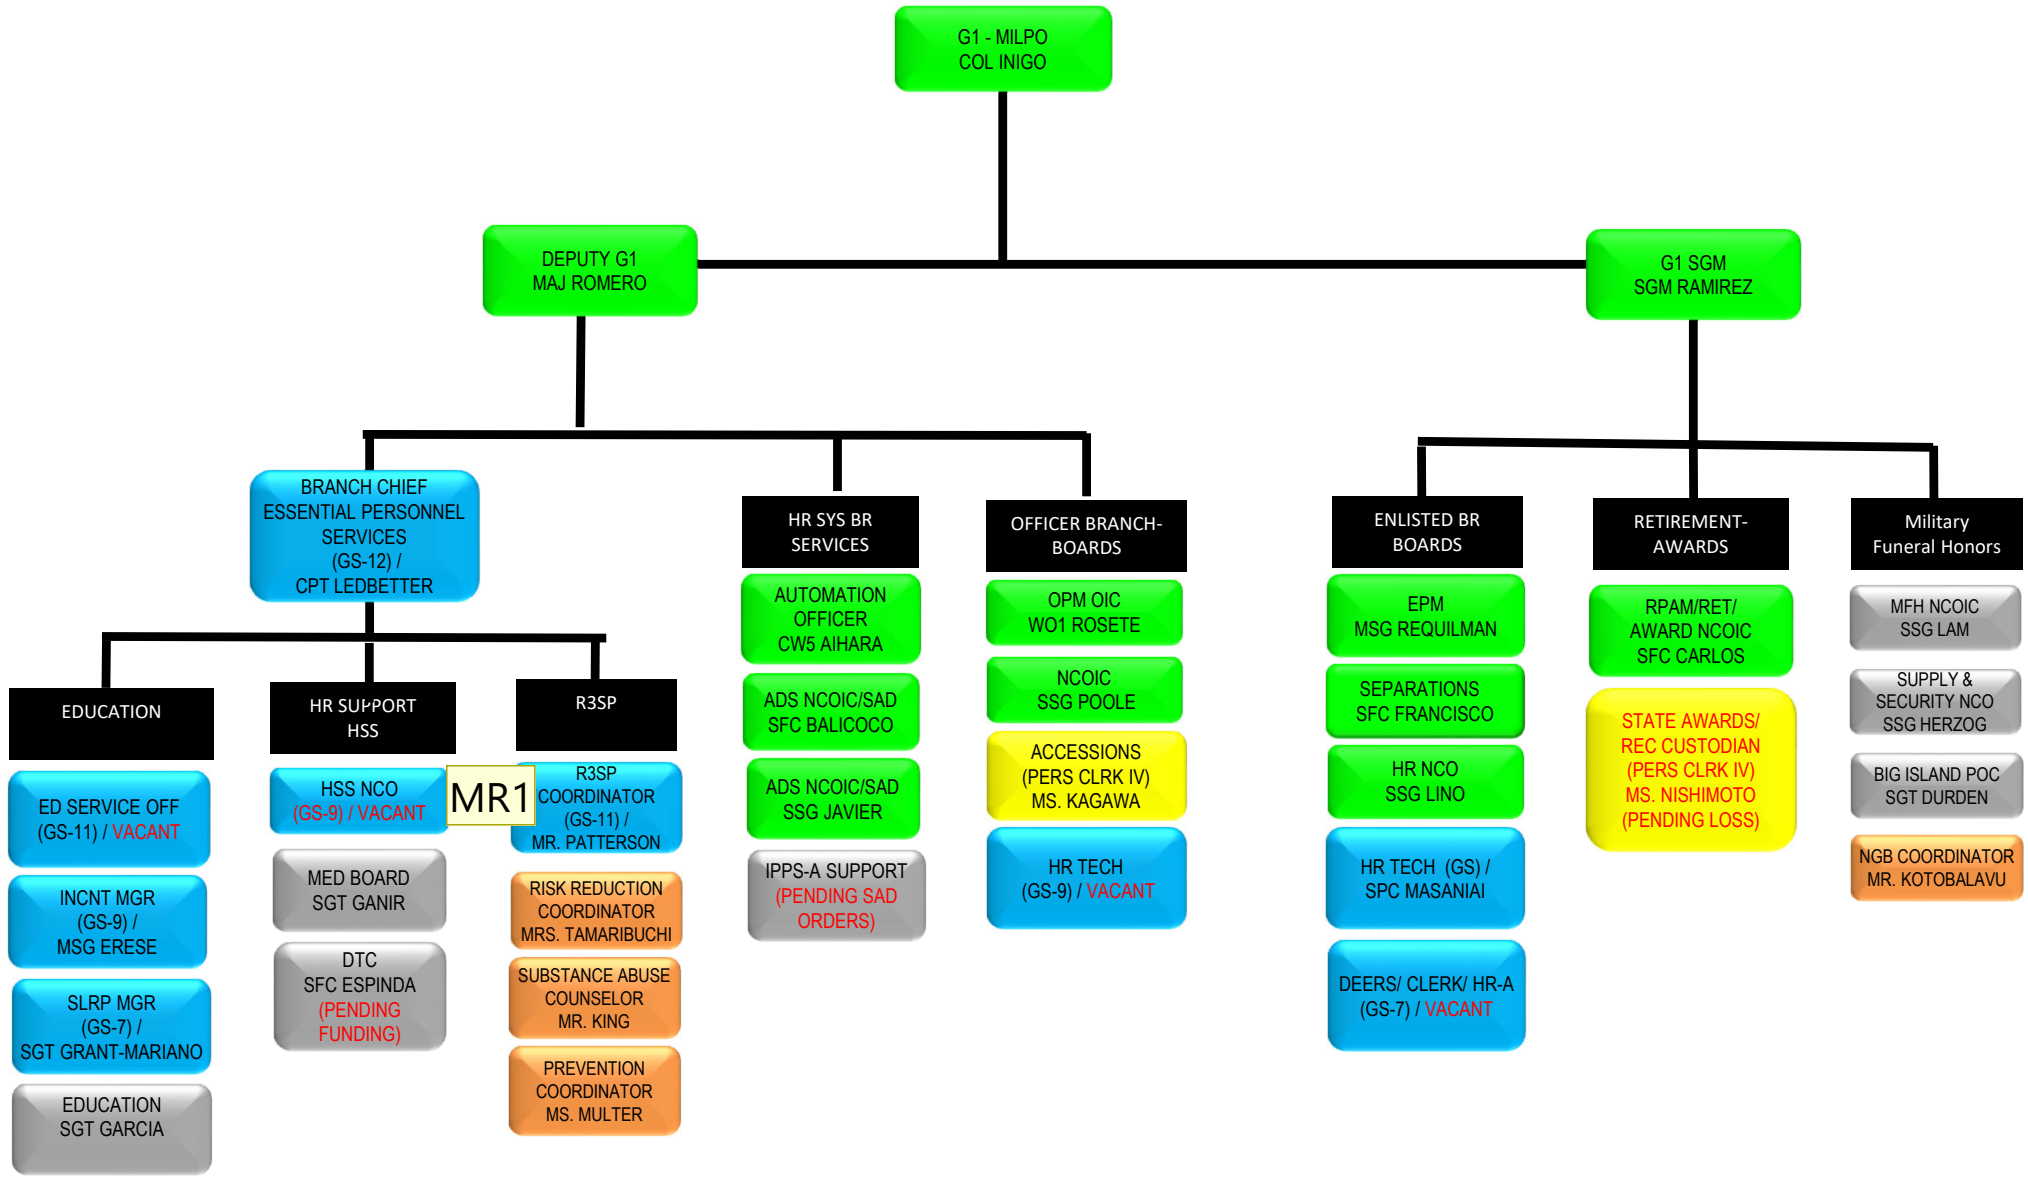 G1 - MILPO
COL INIGO
DEPUTY G1
MAJ ROMERO
G1 SGM
SGM RAMIREZ
BRANCH CHIEF
ESSENTIAL PERSONNEL
SERVICES
(GS-12) /
CPT LEDBETTER
EDUCATION
ED SERVICE OFF
(GS-11) / VACANT
INCNT MGR
(GS-9) /
MSG ERESE
SLRP MGR
(GS-7) /
SGT GRANT-MARIANO
EDUCATION
SGT GARCIA
HR SUPPORT
HSS
HSS NCO
(GS-9) / VACANT
MED BOARD
SGT GANIR
DTC
SFC ESPINDA
(PENDING
FUNDING)
MR1
R3SP
R3SP
COORDINATOR
(GS-11) /
MR. PATTERSON
RISK REDUCTION
COORDINATOR
MRS. TAMARIBUCHI
SUBSTANCE ABUSE
COUNSELOR
MR. KING
PREVENTION
COORDINATOR
MS. MULTER
HR SYS BR
SERVICES
AUTOMATION
OFFICER
CW5 AIHARA
ADS NCOIC/SAD
SFC BALICOCO
ADS NCOIC/SAD
SSG JAVIER
IPPS-A SUPPORT
(PENDING SAD
ORDERS)
OFFICER BRANCH-
BOARDS
OPM OIC
WO1 ROSETE
NCOIC
SSG POOLE
ACCESSIONS
(PERS CLRK IV)
MS. KAGAWA
HR TECH
(GS-9) / VACANT
ENLISTED BR
BOARDS
EPM
MSG REQUILMAN
SEPARATIONS
SFC FRANCISCO
HR NCO
SSG LINO
HR TECH (GS) /
SPC MASANIAI
DEERS/ CLERK/ HR-A
(GS-7) / VACANT
RETIREMENT-
AWARDS
RPAM/RET/
AWARD NCOIC
SFC CARLOS
STATE AWARDS/
REC CUSTODIAN
(PERS CLRK IV)
MS. NISHIMOTO
(PENDING LOSS)
Military
Funeral Honors
MFH NCOIC
SSG LAM
SUPPLY &
SECURITY NCO
SSG HERZOG
BIG ISLAND POC
SGT DURDEN
NGB COORDINATOR
MR. KOTOBALAVU